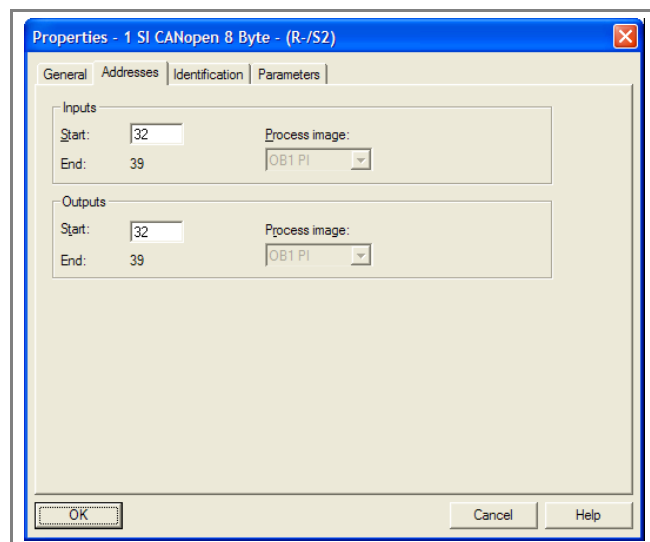 Properties - 1 SI CANopen 8 Byte - (R-/S2)
General Addresses Identification Parameters
Inputs
Start: 32 Process image:
End: 39 OB1 PI
Outputs
Start: 32 Process image:
End: 39 OB1 PI
OK Cancel Help